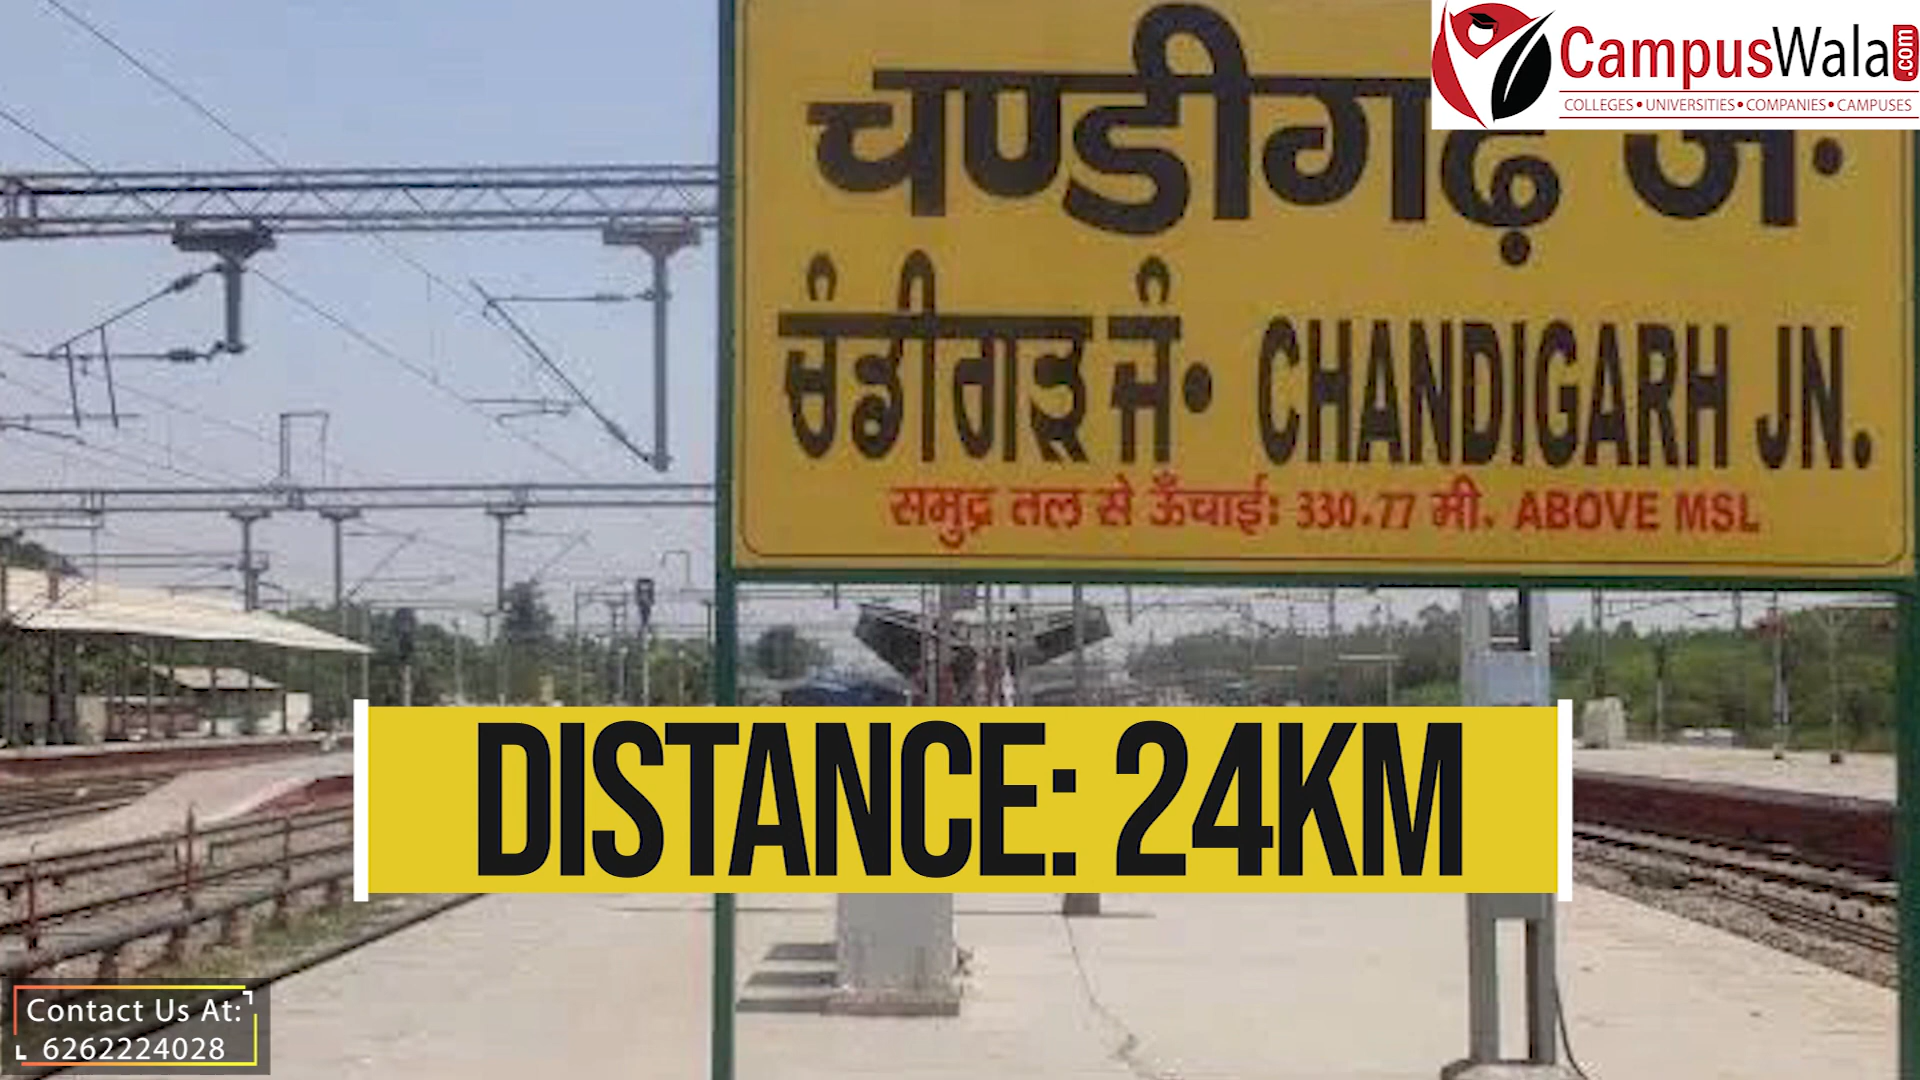 CampusWala.com
COLLEGES • UNIVERSITIES • COMPANIES • CAMPUSES
चण्डीगढ़ जं.
ਚੰਡੀਗੜ੍ਹ ਜੰ. CHANDIGARH JN.
समुद्र तल से ऊँचाई: 330.77 मी. ABOVE MSL
DISTANCE: 24KM
Contact Us At:
6262224028